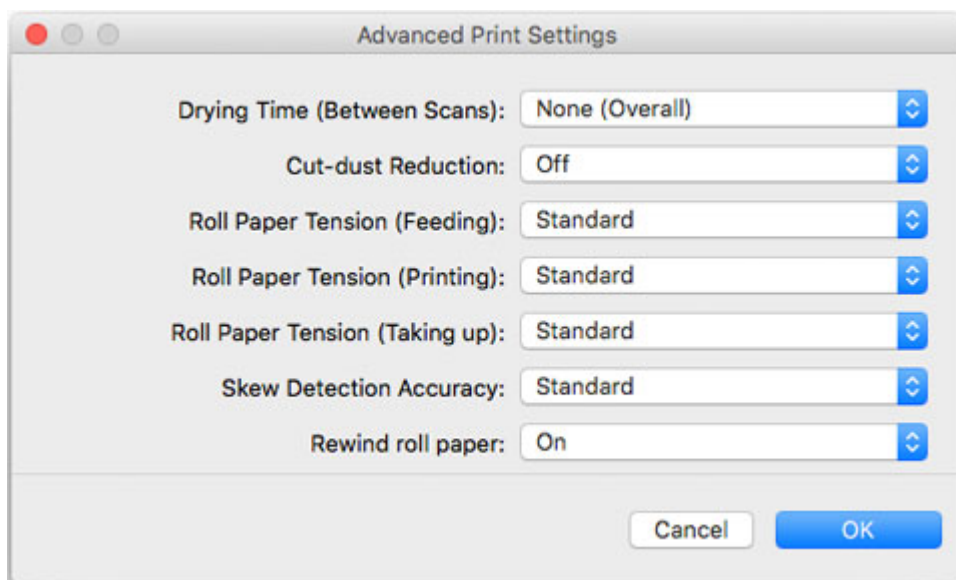 Advanced Print Settings
Drying Time (Between Scans): None (Overall)
Cut-dust Reduction: Off
Roll Paper Tension (Feeding): Standard
Roll Paper Tension (Printing): Standard
Roll Paper Tension (Taking up): Standard
Skew Detection Accuracy: Standard
Rewind roll paper: On
Cancel OK